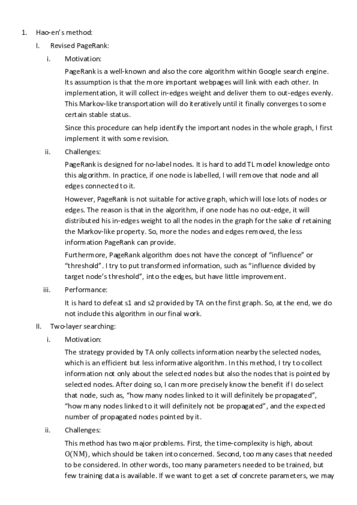 1. Hao-en's method:
I. Revised PageRank:
i. Motivation:
PageRank is a well-known and also the core algorithm within Google search engine.
Its assumption is that the more important webpages will link with each other. In
implementation, it will collect in-edges weight and deliver them to out-edges evenly.
This Markov-like transportation will do iteratively until it finally converges to some
certain stable status.
Since this procedure can help identify the important nodes in the whole graph, I first
implement it with some revision.
ii. Challenges:
PageRank is designed for no-label nodes. It is hard to add TL model knowledge onto
this algorithm. In practice, if one node is labelled, I will remove that node and all
edges connected to it.
However, PageRank is not suitable for active graph, which will lose lots of nodes or
edges. The reason is that in the algorithm, if one node has no out-edge, it will
distributed his in-edges weight to all the nodes in the graph for the sake of retaining
the Markov-like property. So, more the nodes and edges removed, the less
information PageRank can provide.
Furthermore, PageRank algorithm does not have the concept of "influence" or
"threshold". I try to put transformed information, such as "influence divided by
target node's threshold", into the edges, but have little improvement.
iii. Performance:
It is hard to defeat s1 and s2 provided by TA on the first graph. So, at the end, we do
not include this algorithm in our final work.
II. Two-layer searching:
i. Motivation:
The strategy provided by TA only collects information nearby the selected nodes,
which is an efficient but less informative algorithm. In this method, I try to collect
information not only about the selected nodes but also the nodes that is pointed by
selected nodes. After doing so, I can more precisely know the benefit if I do select
that node, such as, "how many nodes linked to it will definitely be propagated",
"how many nodes linked to it will definitely not be propagated", and the expected
number of propagated nodes pointed by it.
ii. Challenges:
This method has two major problems. First, the time-complexity is high, about
O(NM), which should be taken into concerned. Second, too many cases that needed
to be considered. In other words, too many parameters needed to be trained, but
few training data is available. If we want to get a set of concrete parameters, we may